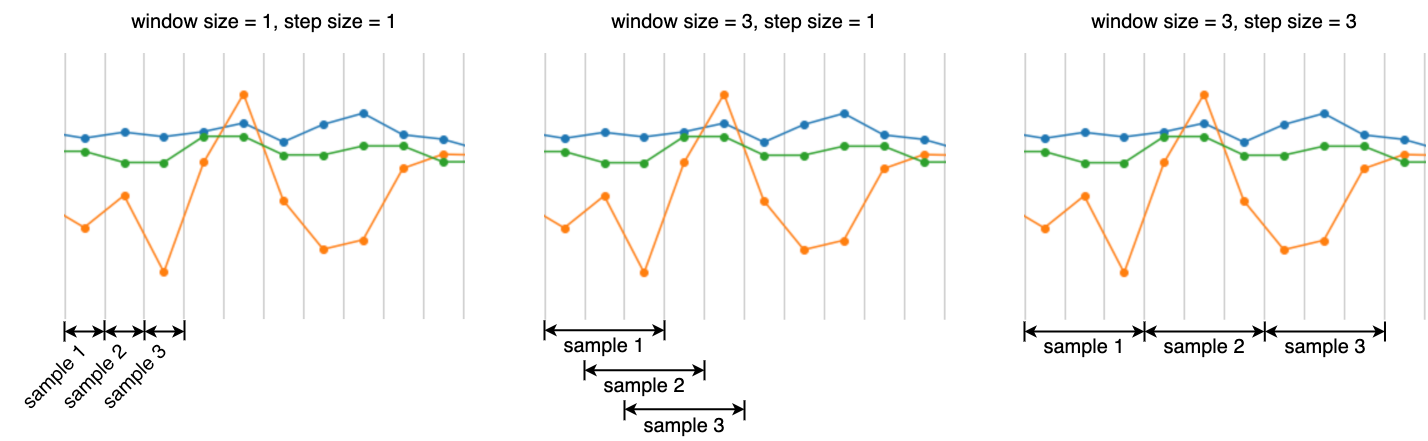 window size = 1, step size = 1
sample 1
sample 2
sample 3
window size = 3, step size = 1
sample 1
sample 2
sample 3
window size = 3, step size = 3
sample 1
sample 2
sample 3